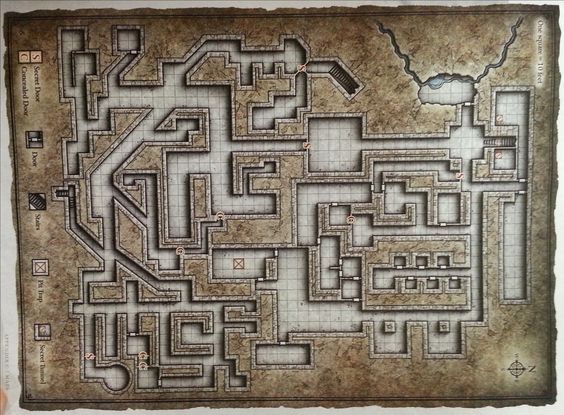 One square = 10 feet
N
S Secret Door
C Concealed Door
Door
Stairs
Pit Trap
Secret Tunnel
APPENDIX C | MAPS